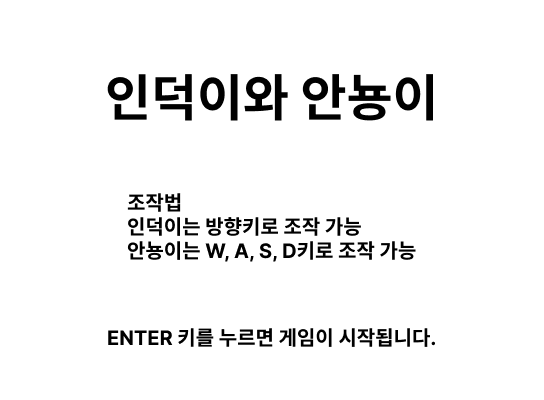 인덕이와 안뇽이
조작법
인덕이는 방향키로 조작 가능
안뇽이는 W, A, S, D키로 조작 가능
ENTER 키를 누르면 게임이 시작됩니다.